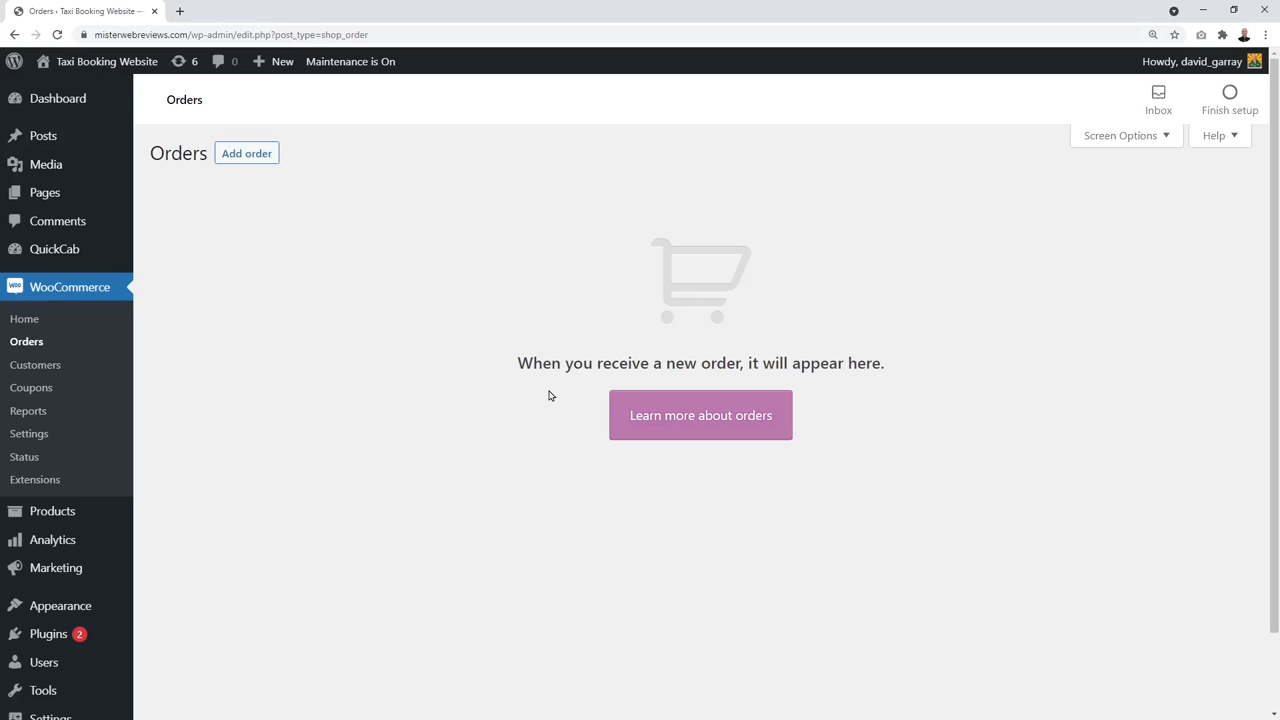 Orders ‹ Taxi Booking Website —
misterwebreviews.com/wp-admin/edit.php?post_type=shop_order
Taxi Booking Website 6 0 New Maintenance is On Howdy, david_garray
Dashboard
Posts
Media
Pages
Comments
QuickCab
WooCommerce
Home
Orders
Customers
Coupons
Reports
Settings
Status
Extensions
Products
Analytics
Marketing
Appearance
Plugins 2
Users
Tools
Settings
Orders
Inbox
Finish setup
Screen Options
Help
Orders Add order
When you receive a new order, it will appear here.
Learn more about orders